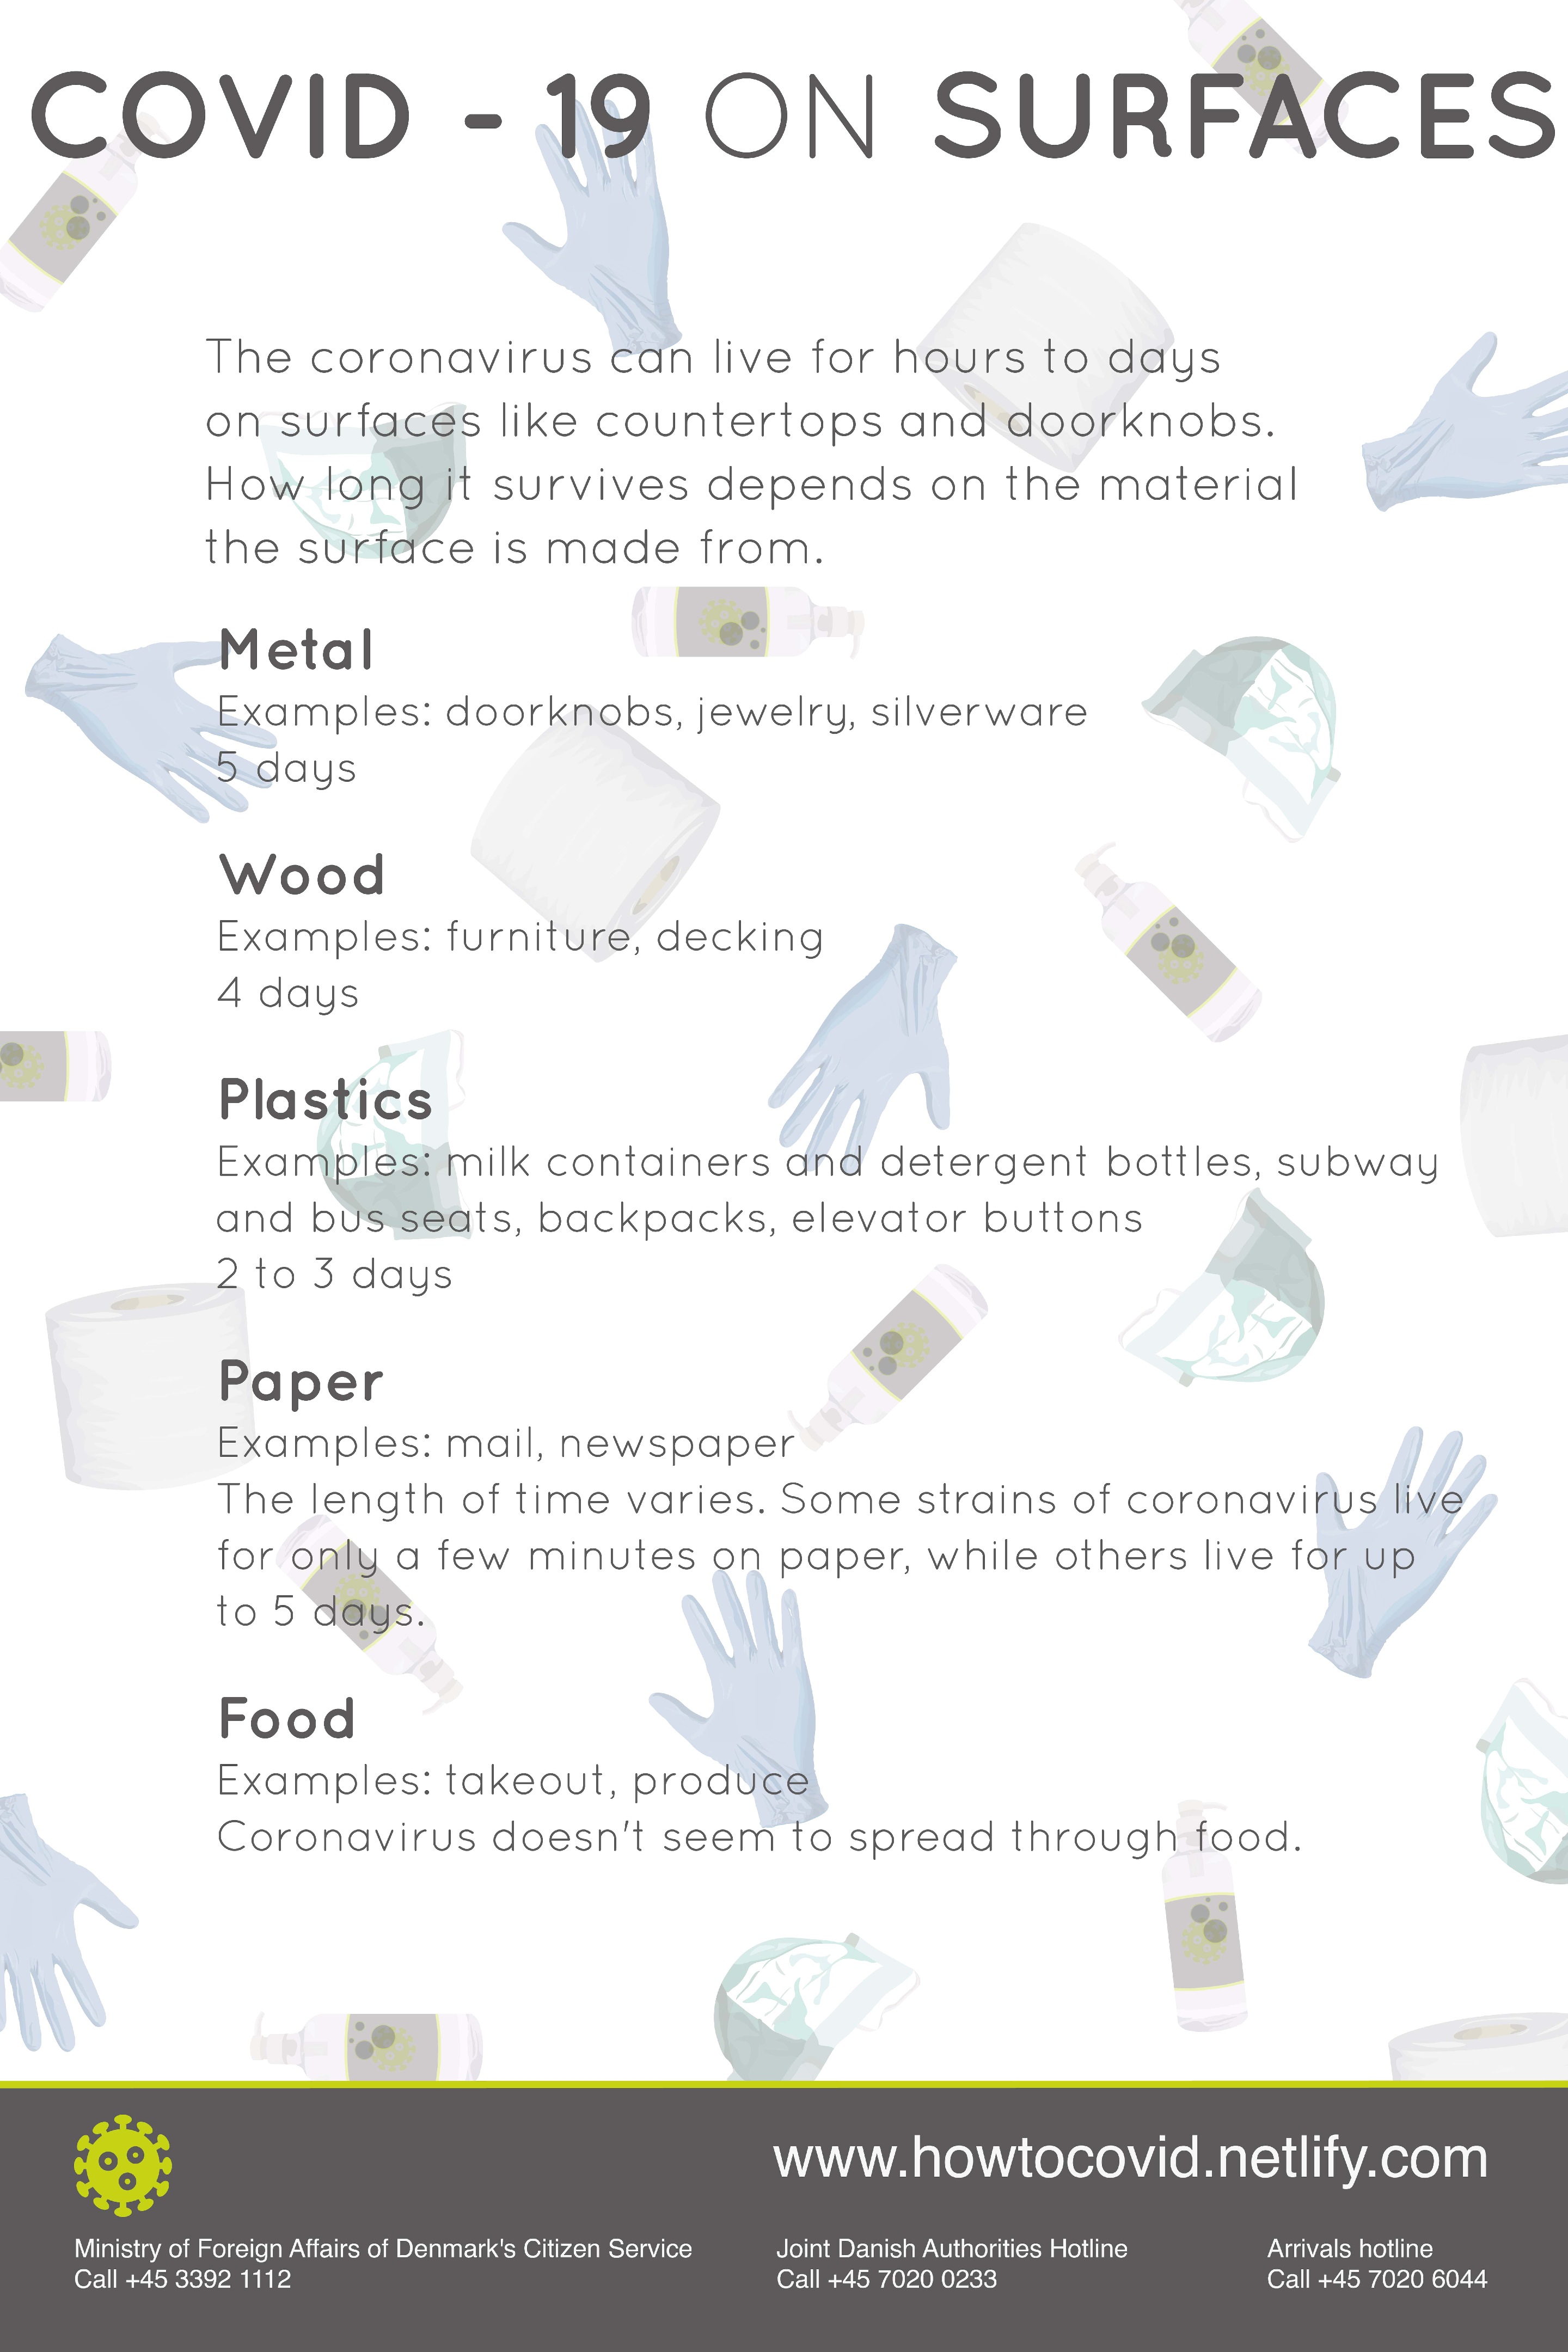 COVID - 19 ON SURFACES
The coronavirus can live for hours to days
on surfaces like countertops and doorknobs.
How long it survives depends on the material
the surface is made from.
Metal
Examples: doorknobs, jewelry, silverware
5 days
Wood
Examples: furniture, decking
4 days
Plastics
Examples: milk containers and detergent bottles, subway
and bus seats, backpacks, elevator buttons
2 to 3 days
Paper
Examples: mail, newspaper
The length of time varies. Some strains of coronavirus live
for only a few minutes on paper, while others live for up
to 5 days.
Food
Examples: takeout, produce
Coronavirus doesn't seem to spread through food.
www.howtocovid.netlify.com
Ministry of Foreign Affairs of Denmark's Citizen Service
Call +45 3392 1112
Joint Danish Authorities Hotline
Call +45 7020 0233
Arrivals hotline
Call +45 7020 6044